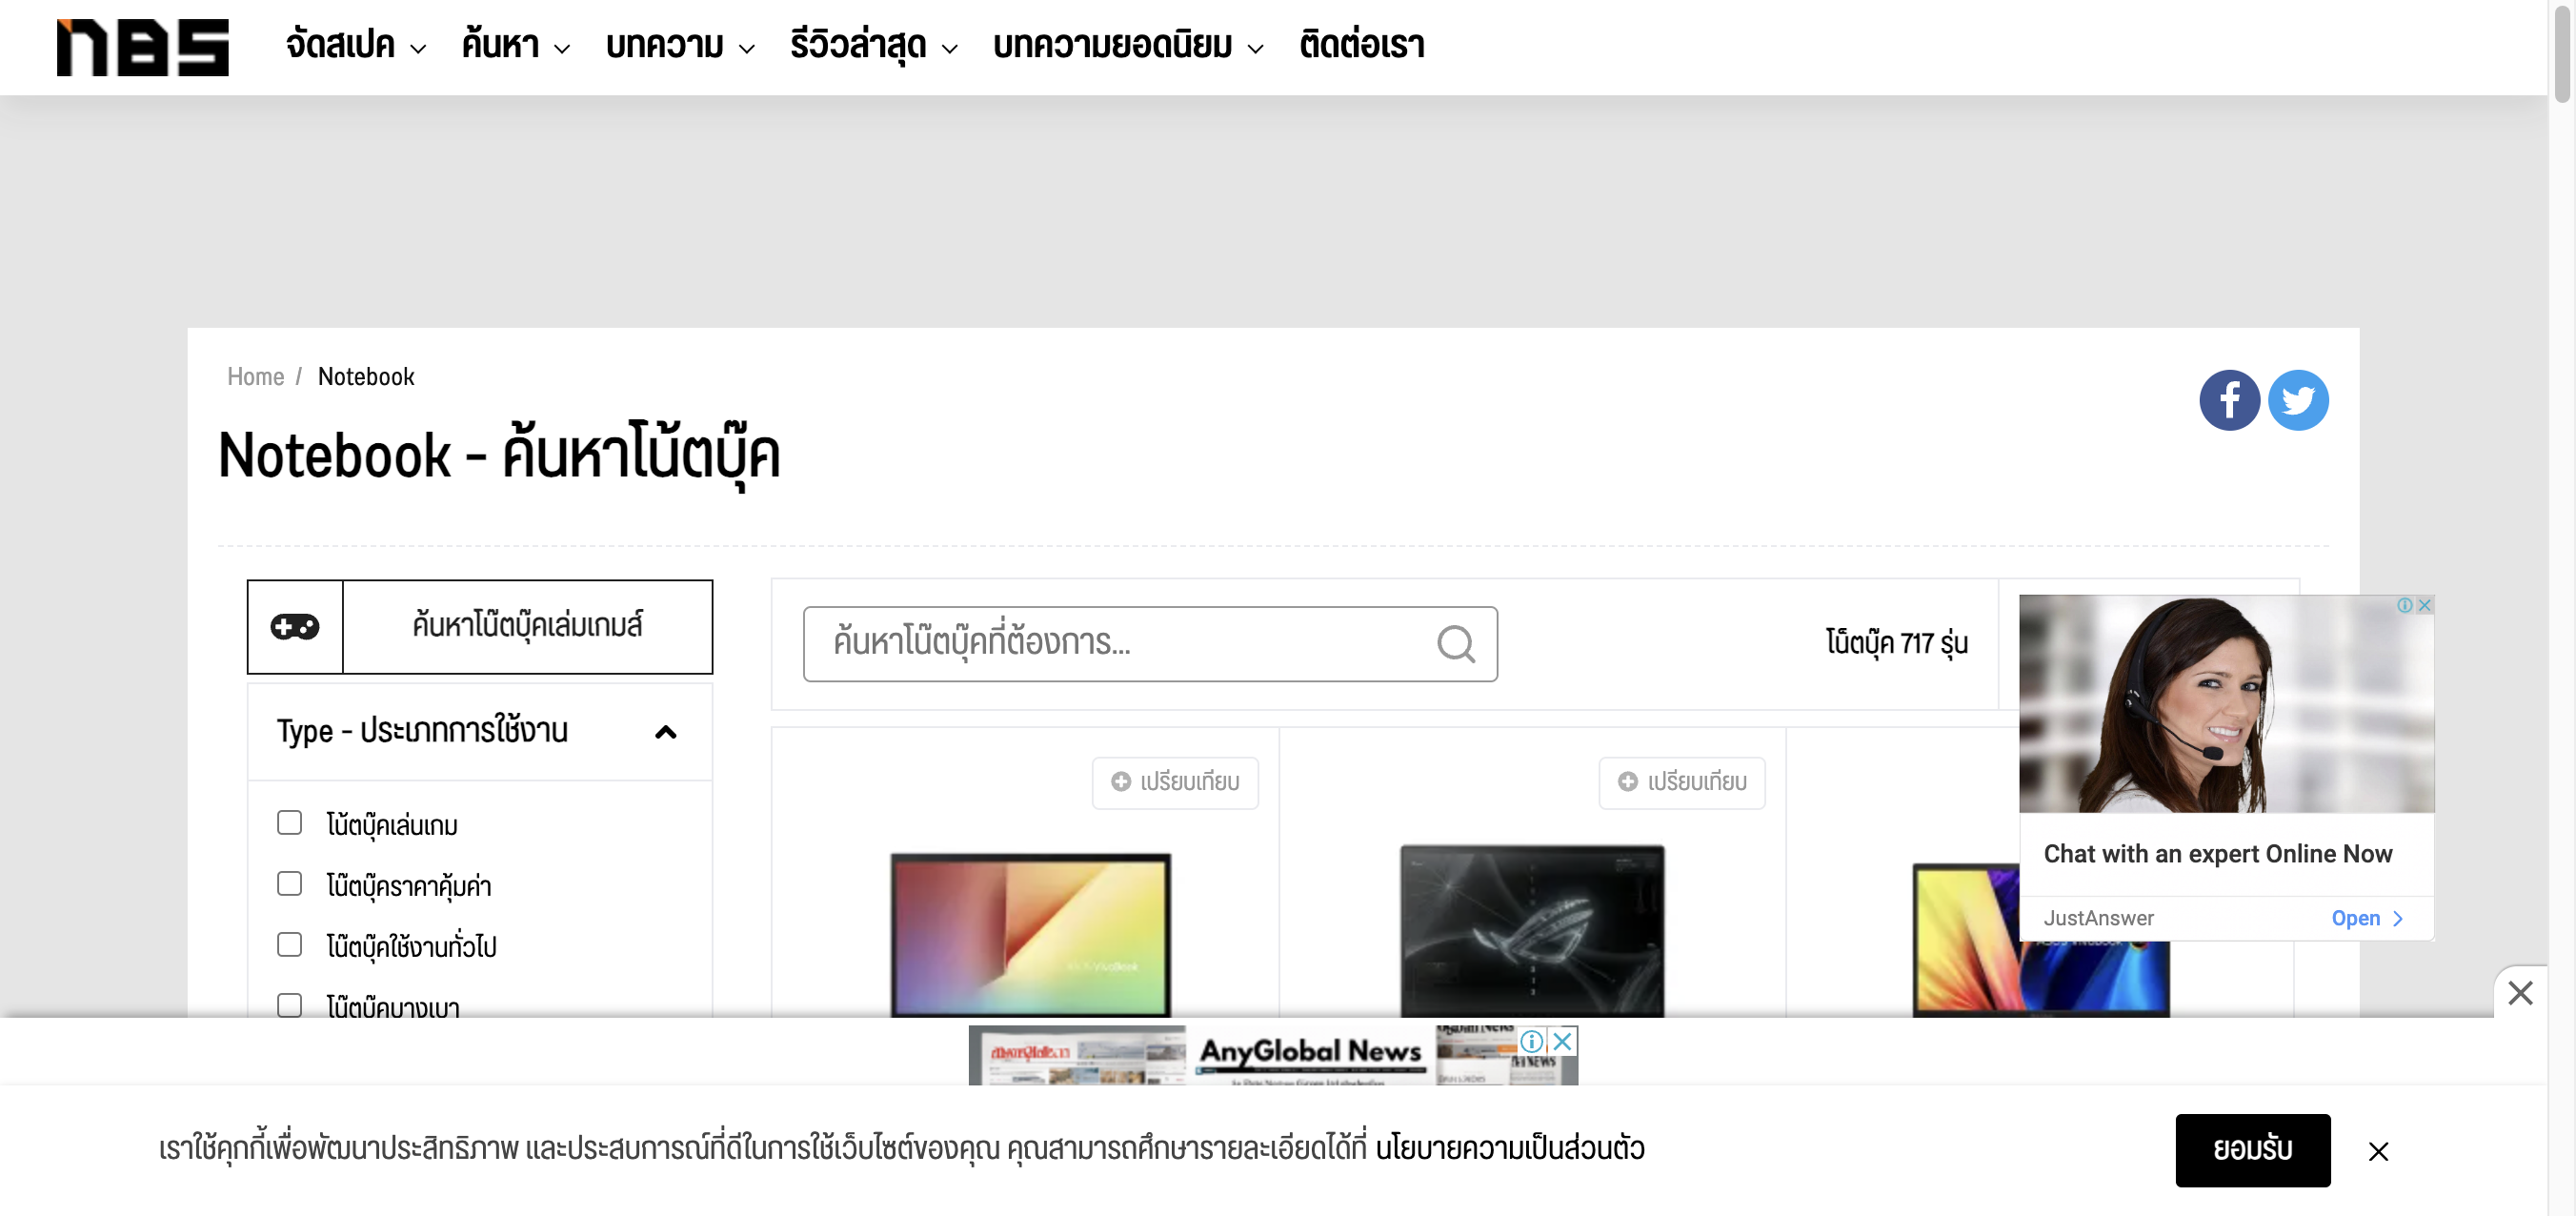 nBS
จัดสเปค
ค้นหา
บทความ
รีวิวล่าสุด
บทความยอดนิยม
ติดต่อเรา
Home / Notebook
Notebook - ค้นหาโน้ตบุ๊ค
ค้นหาโน๊ตบุ๊คเล่มเกมส์
ค้นหาโน๊ตบุ๊คที่ต้องการ...
โน็ตบุ๊ค 717 รุ่น
Type - ประเภทการใช้งาน
เปรียบเทียบ
เปรียบเทียบ
โน้ตบุ๊คเล่นเกม
โน๊ตบุ๊คราคาคุ้มค่า
โน๊ตบุ๊คใช้งานทั่วไป
โน๊ตบุ๊คบางเบา
Chat with an expert Online Now
JustAnswer
Open
AnyGlobal News
เราใช้คุกกี้เพื่อพัฒนาประสิทธิภาพ และประสบการณ์ที่ดีในการใช้เว็บไซต์ของคุณ คุณสามารถศึกษารายละเอียดได้ที่ นโยบายความเป็นส่วนตัว
ยอมรับ